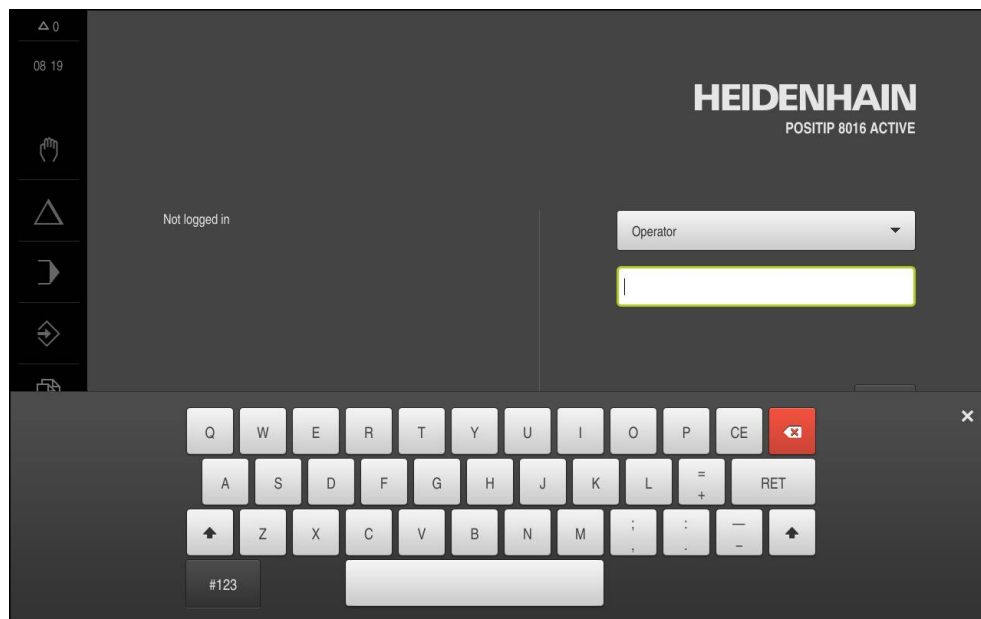 0
08 19
HEIDENHAIN
POSITIP 8016 ACTIVE
Not logged in
Operator
Q W E R T Y U I O P CE
A S D F G H J K L = + RET
Z X C V B N M ; , : . — –
#123